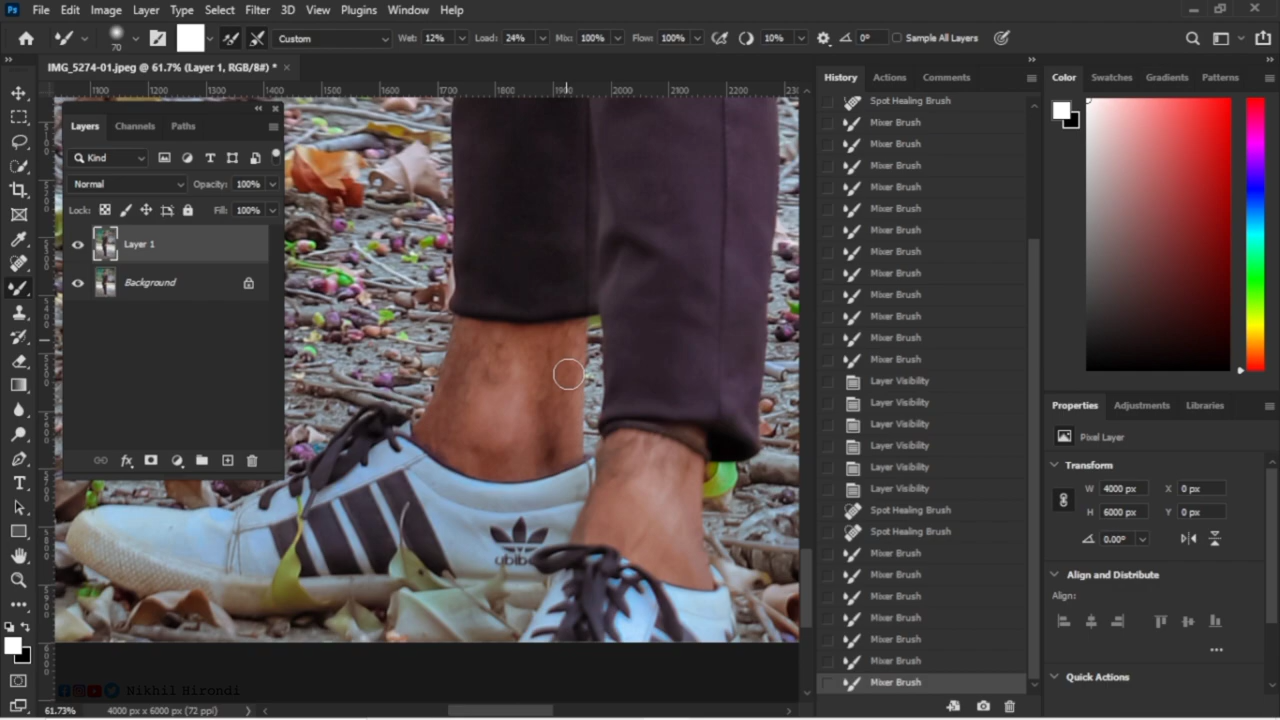 Ps File Edit Image Layer Type Select Filter 3D View Plugins Window Help
70 Custom Wet: 12% Load: 24% Mix: 100% Flow: 100% 10% 0° Sample All Layers
IMG_5274-01.jpeg @ 61.7% (Layer 1, RGB/8#) * ×
1100 1200 1300 1400 1500 1600 1700 1800 1900 2000 2100 2200
Layers Channels Paths
Kind
Normal Opacity: 100%
Lock: Fill: 100%
Layer 1
Background
History Actions Comments
Spot Healing Brush
Mixer Brush
Mixer Brush
Mixer Brush
Mixer Brush
Mixer Brush
Mixer Brush
Mixer Brush
Mixer Brush
Mixer Brush
Mixer Brush
Mixer Brush
Mixer Brush
Layer Visibility
Layer Visibility
Layer Visibility
Layer Visibility
Layer Visibility
Layer Visibility
Spot Healing Brush
Spot Healing Brush
Mixer Brush
Mixer Brush
Mixer Brush
Mixer Brush
Mixer Brush
Mixer Brush
Mixer Brush
Color Swatches Gradients Patterns
Properties Adjustments Libraries
Pixel Layer
Transform
W 4000 px X 0 px
H 6000 px Y 0 px
0.00°
Align and Distribute
Align:
Quick Actions
Nikhil Hirondi
61.73% 4000 px x 6000 px (72 ppi)